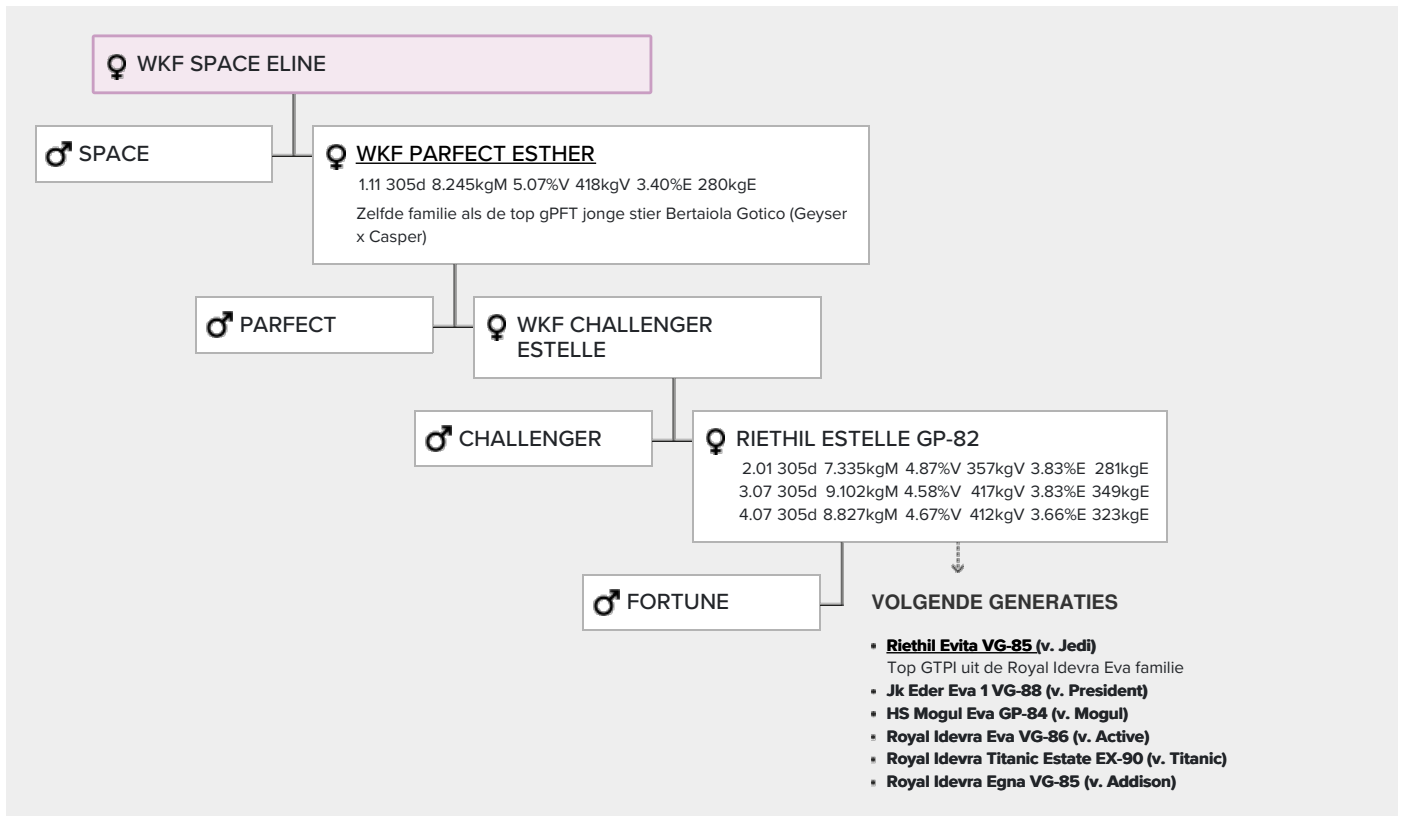 WKF SPACE ELINE
SPACE
WKF PARFECT ESTHER
1.11 305d 8.245kgM 5.07%V 418kgV 3.40%E 280kgE
Zelfde familie als de top gPFT jonge stier Bertaiola Gotico (Geyser
x Casper)
PARFECT
WKF CHALLENGER
ESTELLE
CHALLENGER
RIETHIL ESTELLE GP-82
2.01 305d 7.335kgM 4.87%V 357kgV 3.83%E 281kgE
3.07 305d 9.102kgM 4.58%V 417kgV 3.83%E 349kgE
4.07 305d 8.827kgM 4.67%V 412kgV 3.66%E 323kgE
FORTUNE
VOLGENDE GENERATIES
Riethil Evita VG-85 (v. Jedi)
Top GTPI uit de Royal Idevra Eva familie
Jk Eder Eva 1 VG-88 (v. President)
HS Mogul Eva GP-84 (v. Mogul)
Royal Idevra Eva VG-86 (v. Active)
Royal Idevra Titanic Estate EX-90 (v. Titanic)
Royal Idevra Egna VG-85 (v. Addison)